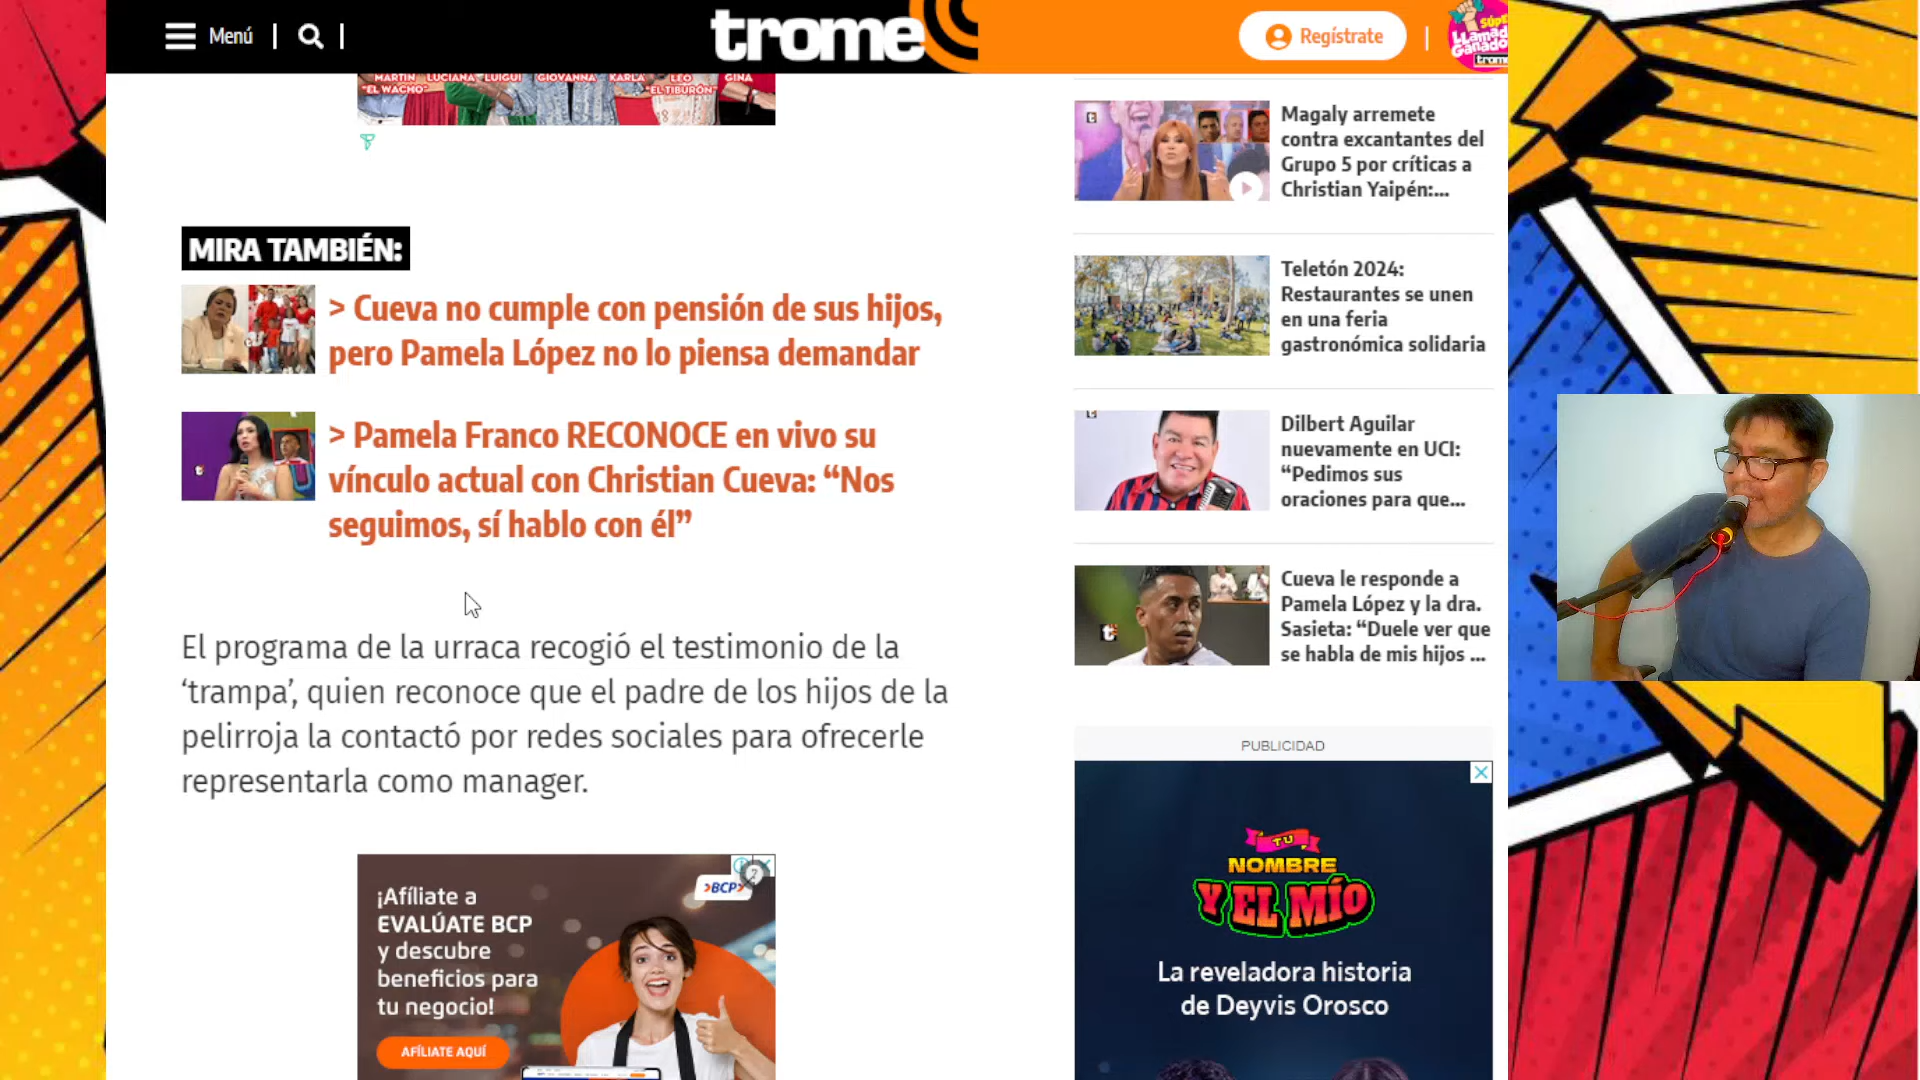 Menú
trome
Regístrate
SÚPER
LLAMADA
GANADORA
trome
MARTIN LUCIANA LUIGUI GIOVANNA KARLA LEO GINA
"EL WACHO" "EL TIBURÓN"
MIRA TAMBIÉN:
> Cueva no cumple con pensión de sus hijos,
pero Pamela López no lo piensa demandar
> Pamela Franco RECONOCE en vivo su
vínculo actual con Christian Cueva: “Nos
seguimos, sí hablo con él”
El programa de la urraca recogió el testimonio de la
‘trampa’, quien reconoce que el padre de los hijos de la
pelirroja la contactó por redes sociales para ofrecerle
representarla como manager.
¡Afíliate a
EVALÚATE BCP
y descubre
beneficios para
tu negocio!
AFÍLIATE AQUÍ
>BCP>
Magaly arremete
contra excantantes del
Grupo 5 por críticas a
Christian Yaipén:...
Teletón 2024:
Restaurantes se unen
en una feria
gastronómica solidaria
Dilbert Aguilar
nuevamente en UCI:
“Pedimos sus
oraciones para que...
Cueva le responde a
Pamela López y la dra.
Sasieta: “Duele ver que
se habla de mis hijos ...
PUBLICIDAD
TU
NOMBRE
Y EL MÍO
La reveladora historia
de Deyvis Orosco